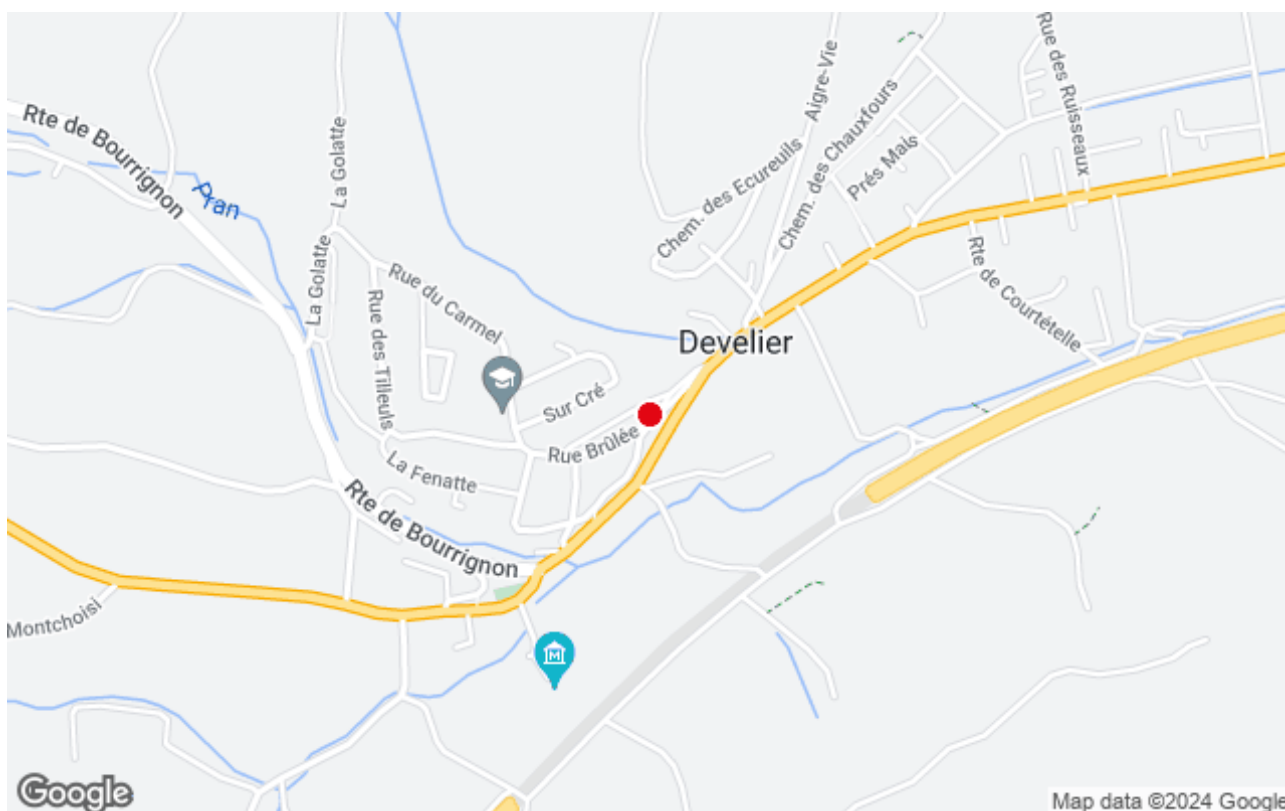 Rue des Ruisseaux
Aigre-Vie
Chem. des Chauxfours
Rte de Bourrignon
La Golatte
Prés Mais
Chem. des Ecureuils
Pran
La Golatte
Rue du Carmel
Rte de Courtételle
Rue des Tilleuls
Develier
Sur Cré
Rue Brûlée
La Fenatte
Rte de Bourrignon
Montchoisi
M
Google
Map data ©2024 Google